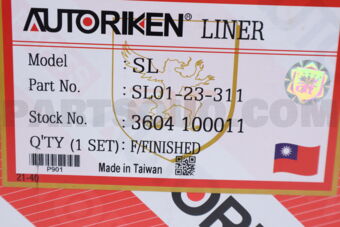 AUTORIKEN® LINER
Model : SL
Part No. : SL01-23-311
Stock No. : 3604 100011
Q'TY (1 SET): F/FINISHED
P901
Made in Taiwan
21-40
AUTORIKEN